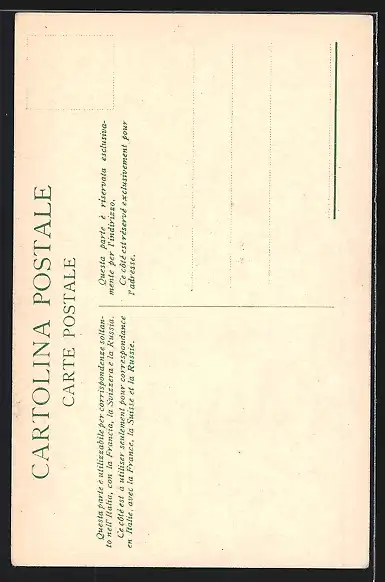 CARTOLINA POSTALE
CARTE POSTALE
Questa parte e utilizzabile per corrispondenze soltan-
to nell'Italia, con la Francia, la Svizzera e la Russia.
Ce côté est à utiliser seulement pour correspondance
en Italie, avec la France, la Suisse et la Russie.
Questa parte è riservata esclusiva-
mente per l'indirizzo.
Ce côté est réservé exclusivement pour
l'adresse.